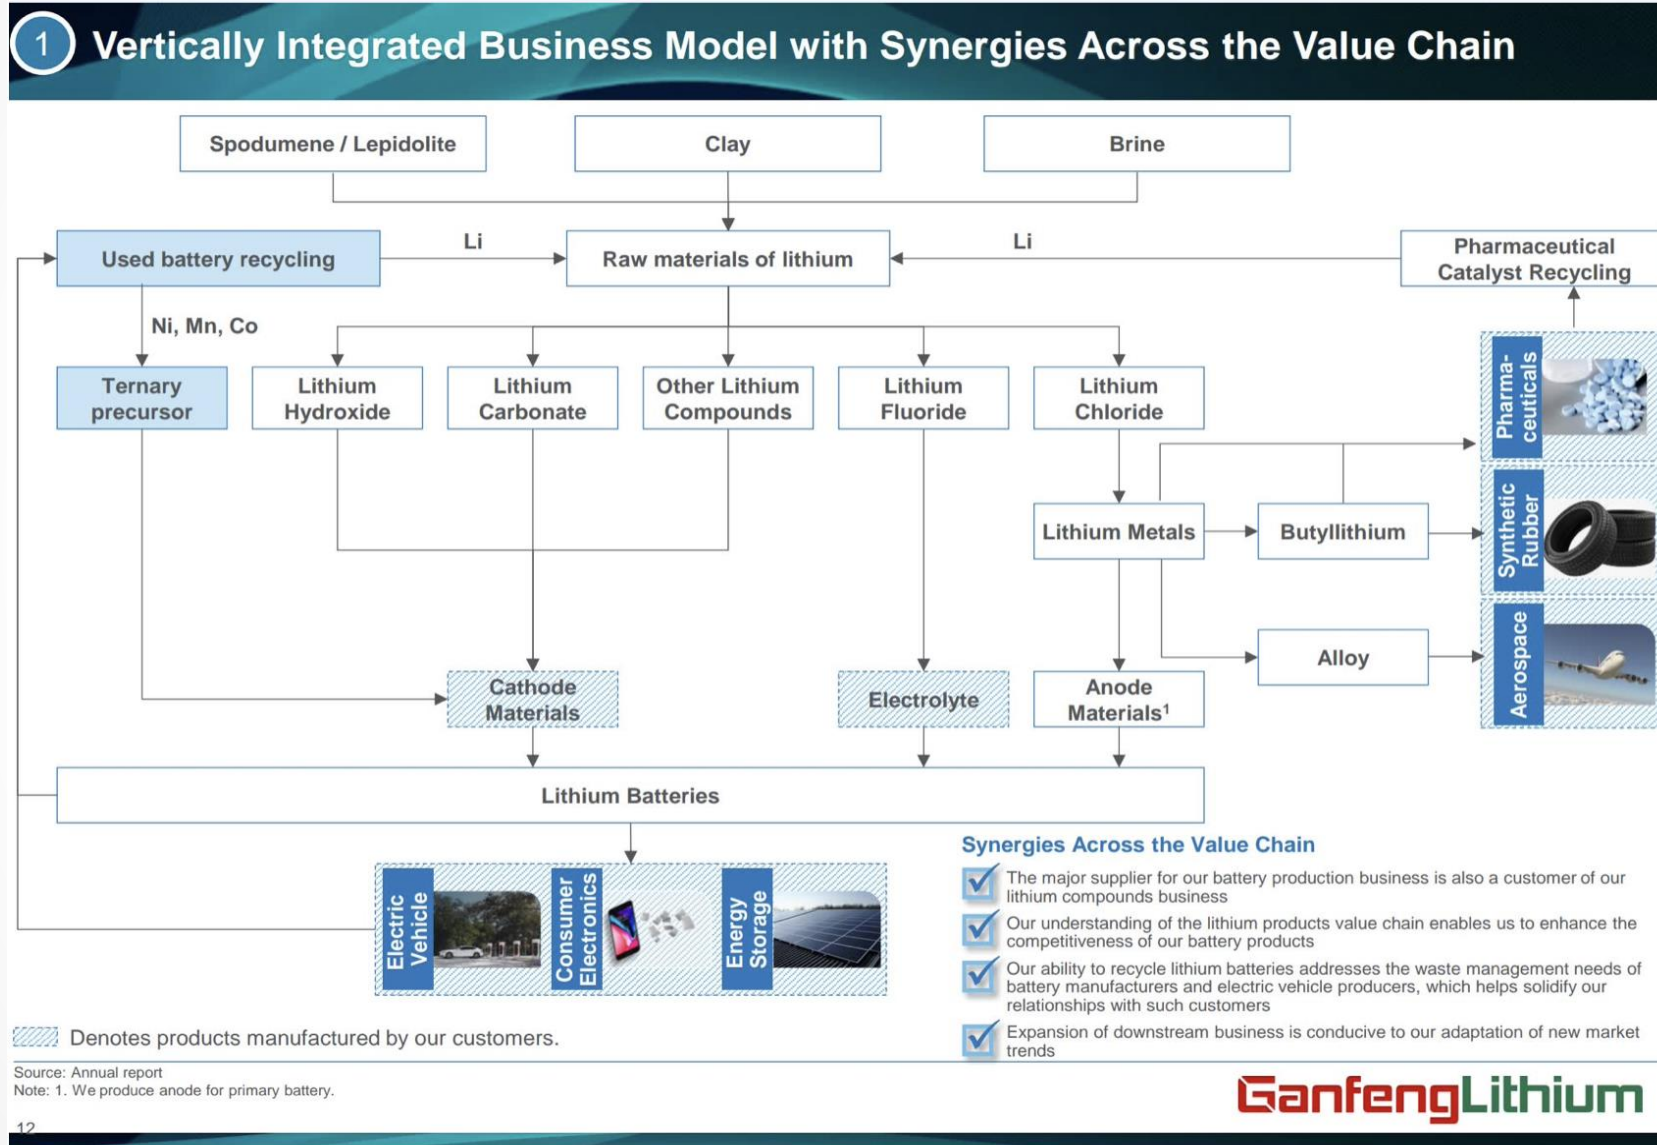 1
Vertically Integrated Business Model with Synergies Across the Value Chain
Spodumene / Lepidolite
Clay
Brine
Used battery recycling
Li
Raw materials of lithium
Li
Pharmaceutical
Catalyst Recycling
Ni, Mn, Co
Ternary
precursor
Lithium
Hydroxide
Lithium
Carbonate
Other Lithium
Compounds
Lithium
Fluoride
Lithium
Chloride
Pharma-
ceuticals
Lithium Metals
Butyllithium
Synthetic
Rubber
Alloy
Aerospace
Cathode
Materials
Electrolyte
Anode
Materials¹
Lithium Batteries
Electric
Vehicle
Consumer
Electronics
Energy
Storage
Synergies Across the Value Chain
The major supplier for our battery production business is also a customer of our
lithium compounds business
Our understanding of the lithium products value chain enables us to enhance the
competitiveness of our battery products
Our ability to recycle lithium batteries addresses the waste management needs of
battery manufacturers and electric vehicle producers, which helps solidify our
relationships with such customers
Expansion of downstream business is conducive to our adaptation of new market
trends
Denotes products manufactured by our customers.
Source: Annual report
Note: 1. We produce anode for primary battery.
GanfengLithium
12